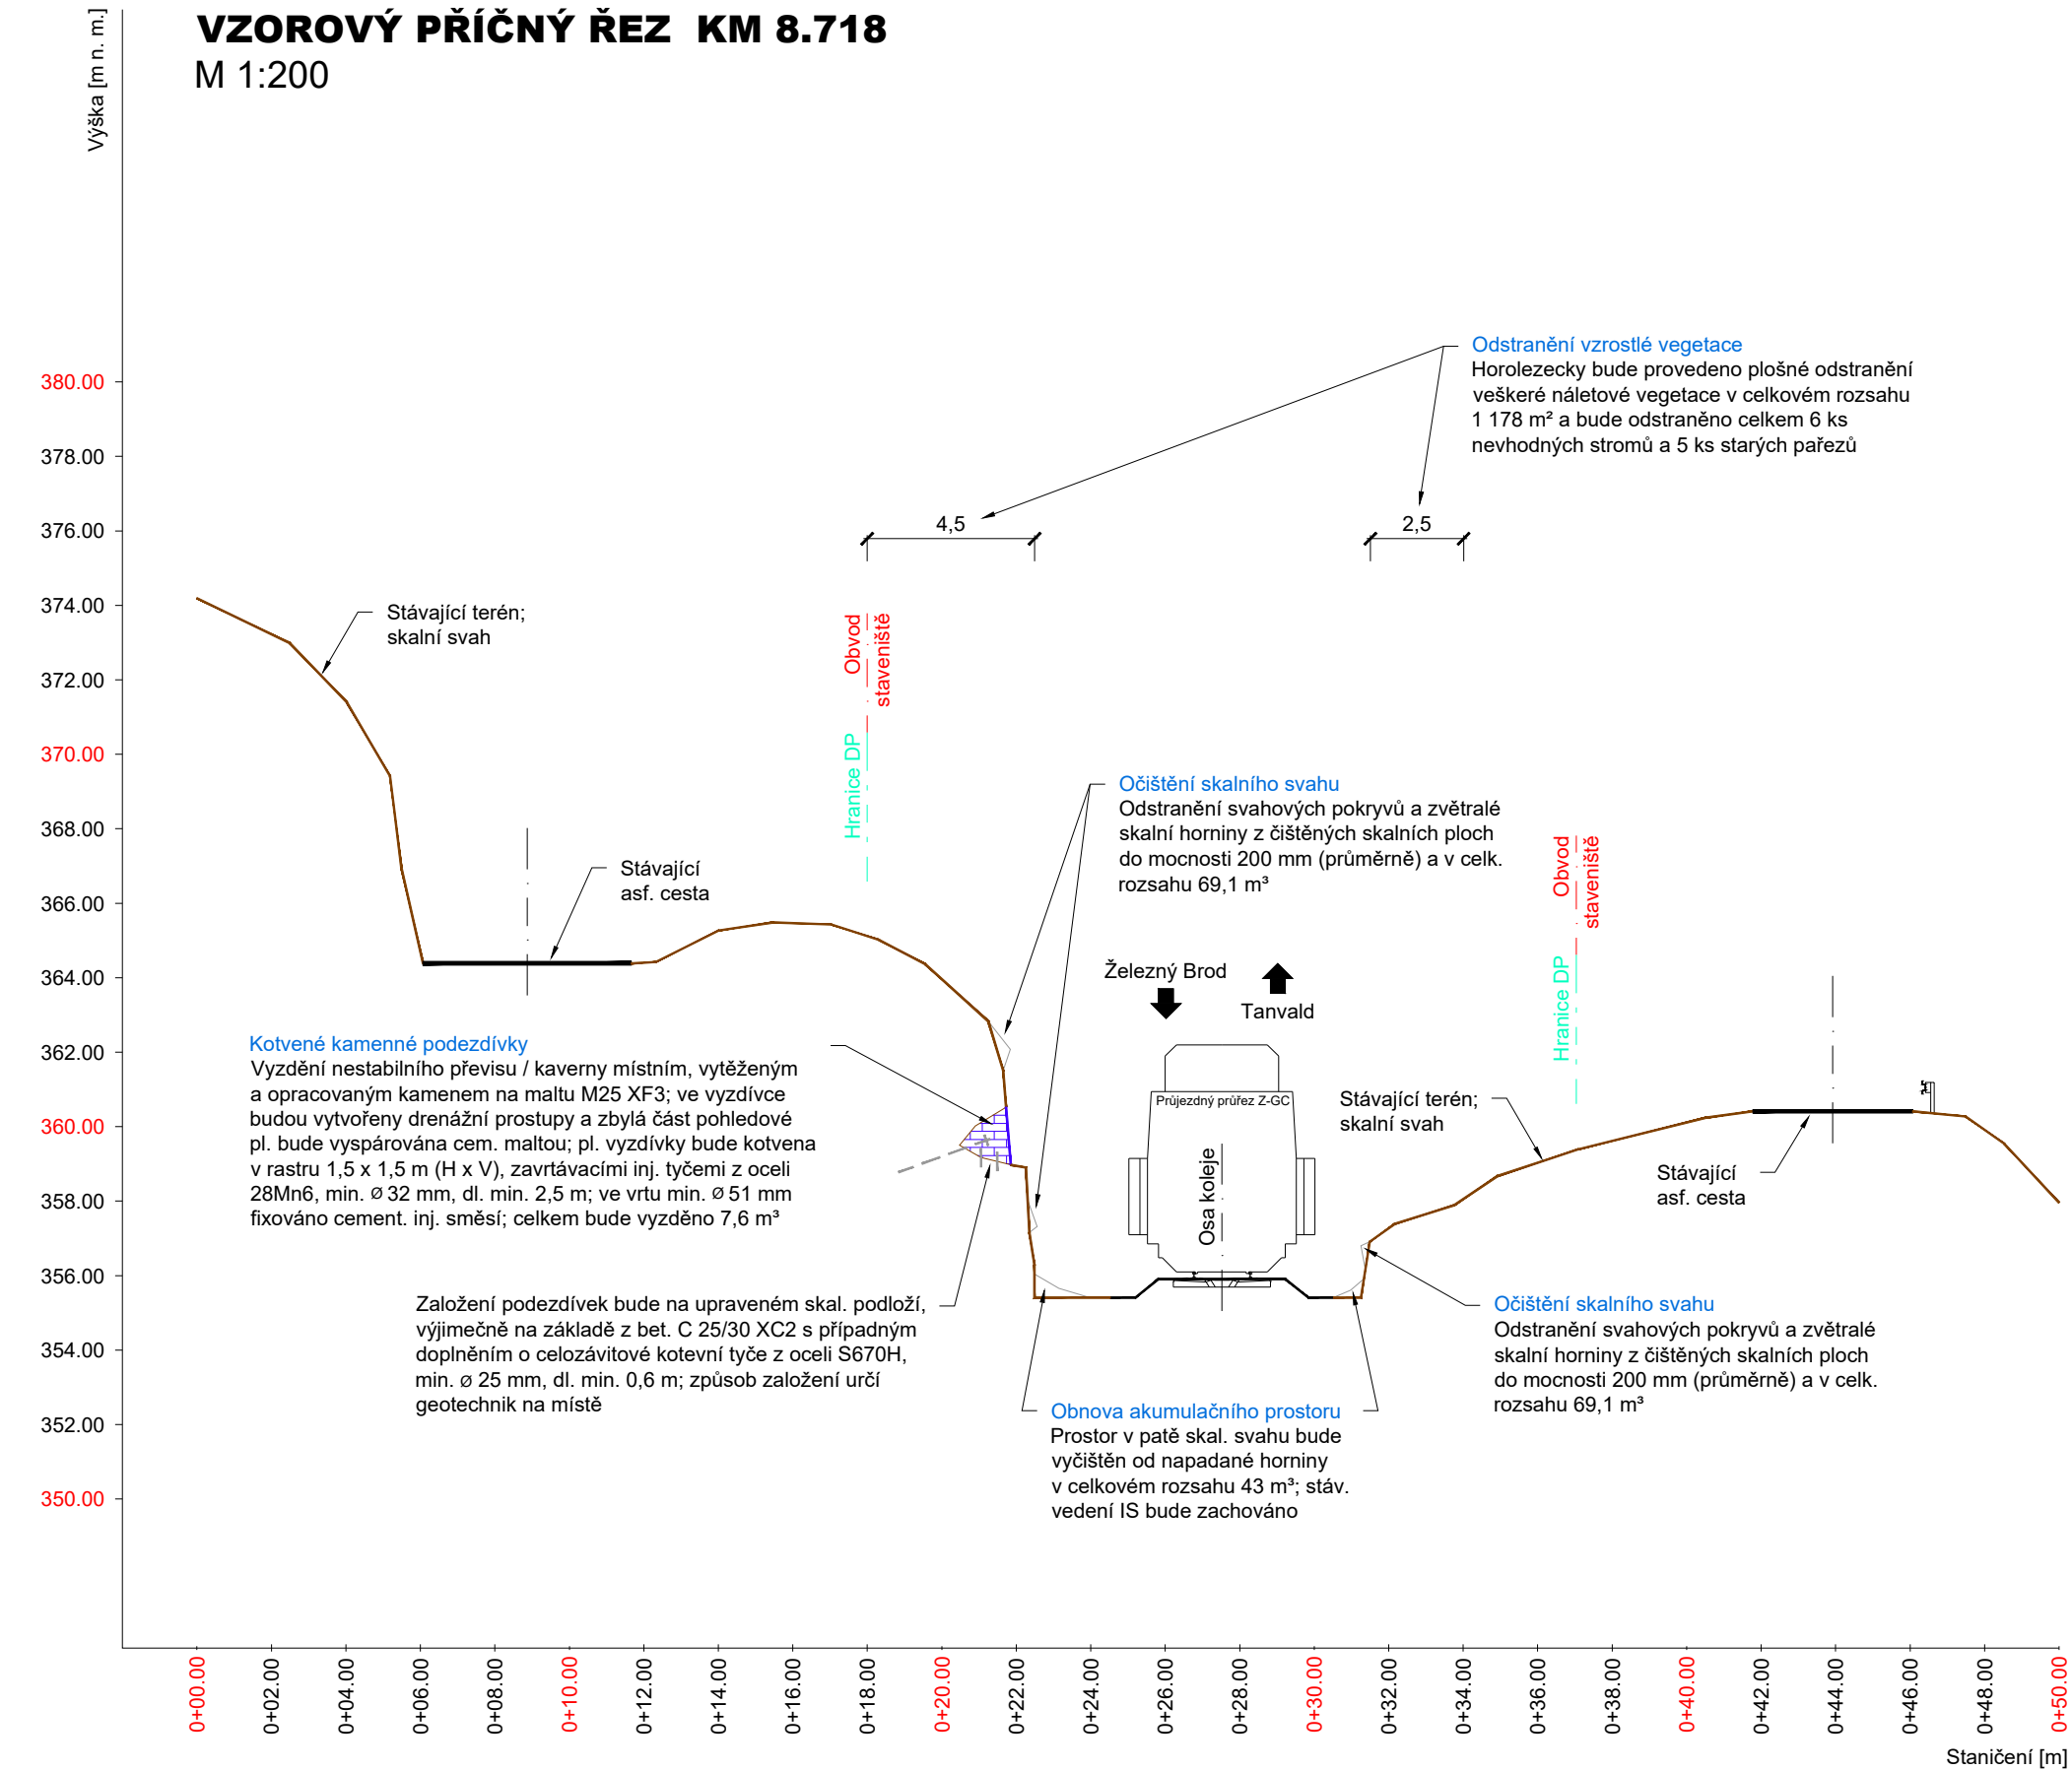 VZOROVÝ PŘÍČNÝ ŘEZ KM 8.718
M 1:200
Výška [m n. m.]
380.00
378.00
376.00
374.00
372.00
370.00
368.00
366.00
364.00
362.00
360.00
358.00
356.00
354.00
352.00
350.00
Odstranění vzrostlé vegetace
Horolezecky bude provedeno plošné odstranění
veškeré náletové vegetace v celkovém rozsahu
1 178 m² a bude odstraněno celkem 6 ks
nevhodných stromů a 5 ks starých pařezů
4,5
2,5
Stávající terén;
skalní svah
Obvod
staveniště
Hranice DP
Očištění skalního svahu
Odstranění svahových pokryvů a zvětralé
skalní horniny z čištěných skalních ploch
do mocnosti 200 mm (průměrně) a v celk.
rozsahu 69,1 m³
Stávající
asf. cesta
Obvod
staveniště
Hranice DP
Železný Brod
Tanvald
Kotvené kamenné podezdívky
Vyzdění nestabilního převisu / kaverny místním, vytěženým
a opracovaným kamenem na maltu M25 XF3; ve vyzdívce
budou vytvořeny drenážní prostupy a zbylá část pohledové
pl. bude vyspárována cem. maltou; pl. vyzdívky bude kotvena
v rastru 1,5 x 1,5 m (H x V), zavrtávacími inj. tyčemi z oceli
28Mn6, min. ⌀ 32 mm, dl. min. 2,5 m; ve vrtu min. ⌀ 51 mm
fixováno cement. inj. směsí; celkem bude vyzděno 7,6 m³
Průjezdný průřez Z-GC
Osa koleje
Stávající terén;
skalní svah
Stávající
asf. cesta
Založení podezdívek bude na upraveném skal. podloží,
výjimečně na základě z bet. C 25/30 XC2 s případným
doplněním o celozávitové kotevní tyče z oceli S670H,
min. ⌀ 25 mm, dl. min. 0,6 m; způsob založení určí
geotechnik na místě
Očištění skalního svahu
Odstranění svahových pokryvů a zvětralé
skalní horniny z čištěných skalních ploch
do mocnosti 200 mm (průměrně) a v celk.
rozsahu 69,1 m³
Obnova akumulačního prostoru
Prostor v patě skal. svahu bude
vyčištěn od napadané horniny
v celkovém rozsahu 43 m³; stáv.
vedení IS bude zachováno
0+00.00
0+02.00
0+04.00
0+06.00
0+08.00
0+10.00
0+12.00
0+14.00
0+16.00
0+18.00
0+20.00
0+22.00
0+24.00
0+26.00
0+28.00
0+30.00
0+32.00
0+34.00
0+36.00
0+38.00
0+40.00
0+42.00
0+44.00
0+46.00
0+48.00
0+50.00
Staničení [m]